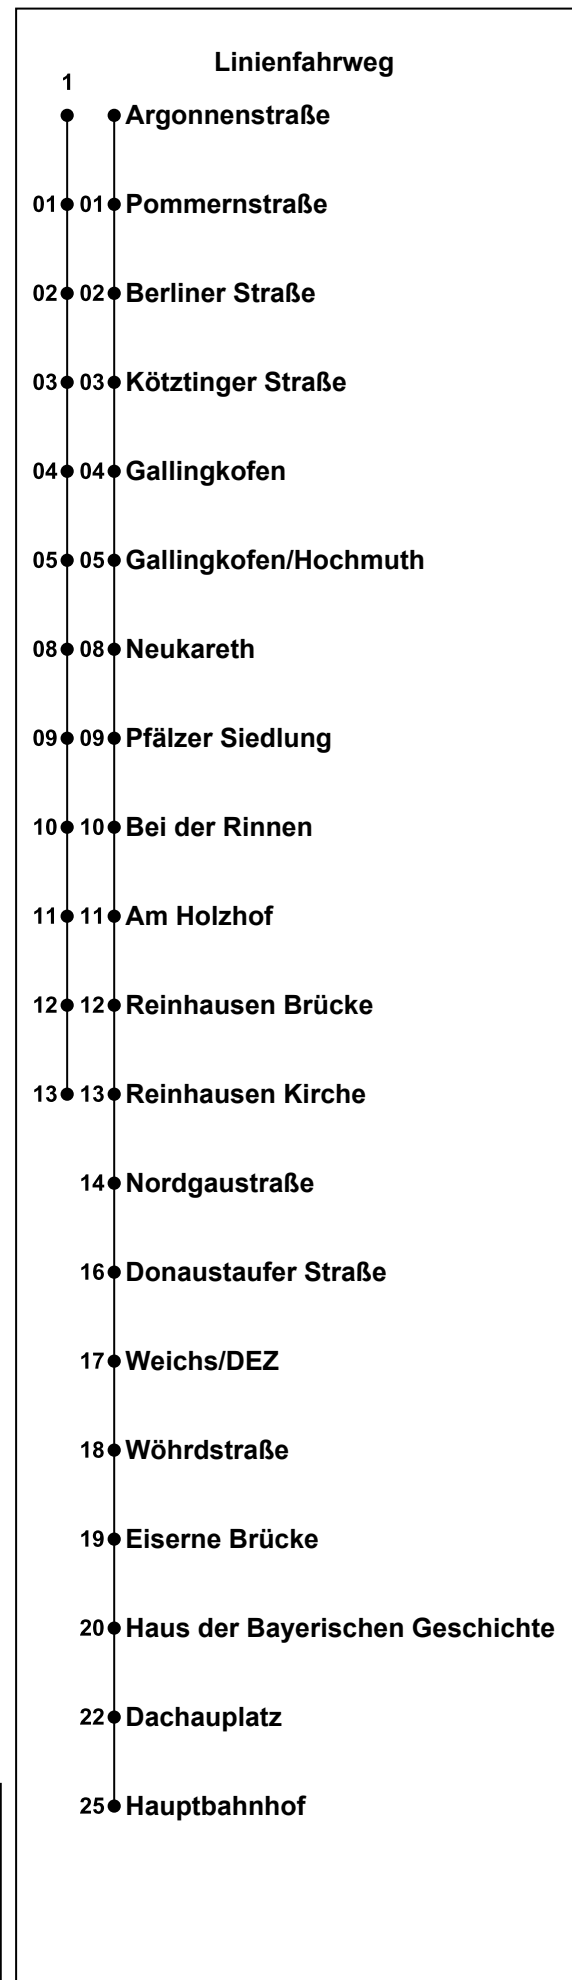 Linienfahrweg
1
Argonnenstraße
01 01 Pommernstraße
02 02 Berliner Straße
03 03 Kötztinger Straße
04 04 Gallingkofen
05 05 Gallingkofen/Hochmuth
08 08 Neukareth
09 09 Pfälzer Siedlung
10 10 Bei der Rinnen
11 11 Am Holzhof
12 12 Reinhausen Brücke
13 13 Reinhausen Kirche
14 Nordgaustraße
16 Donaustaufer Straße
17 Weichs/DEZ
18 Wöhrdstraße
19 Eiserne Brücke
20 Haus der Bayerischen Geschichte
22 Dachauplatz
25 Hauptbahnhof